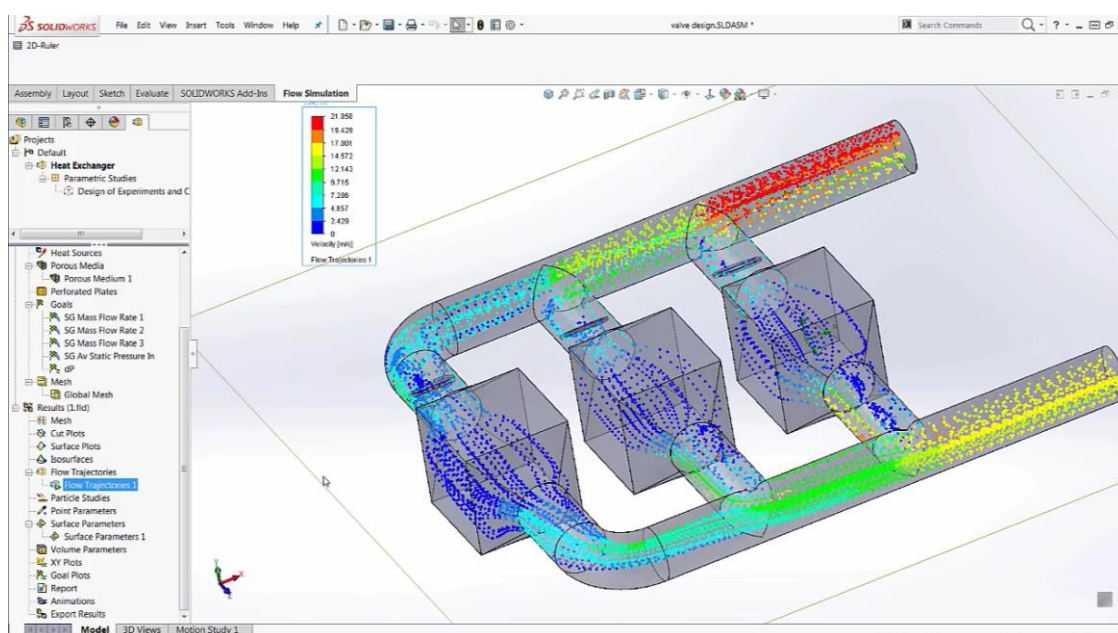 SOLIDWORKS File Edit View Insert Tools Window Help valve design.SLDASM * Search Commands
2D-Ruler
Assembly Layout Sketch Evaluate SOLIDWORKS Add-Ins Flow Simulation
Projects
Default
Heat Exchanger
Parametric Studies
Design of Experiments and C
Heat Sources
Porous Media
Porous Medium 1
Perforated Plates
Goals
SG Mass Flow Rate 1
SG Mass Flow Rate 2
SG Mass Flow Rate 3
SG Av Static Pressure In
dP
Mesh
Global Mesh
Results (1.fld)
Mesh
Cut Plots
Surface Plots
Isosurfaces
Flow Trajectories
Flow Trajectories 1
Particle Studies
Point Parameters
Surface Parameters
Surface Parameters 1
Volume Parameters
XY Plots
Goal Plots
Report
Animations
Export Results
21.858
19.429
17.001
14.572
12.143
9.715
7.286
4.857
2.429
0
Velocity [m/s]
Flow Trajectories 1
Model 3D Views Motion Study 1